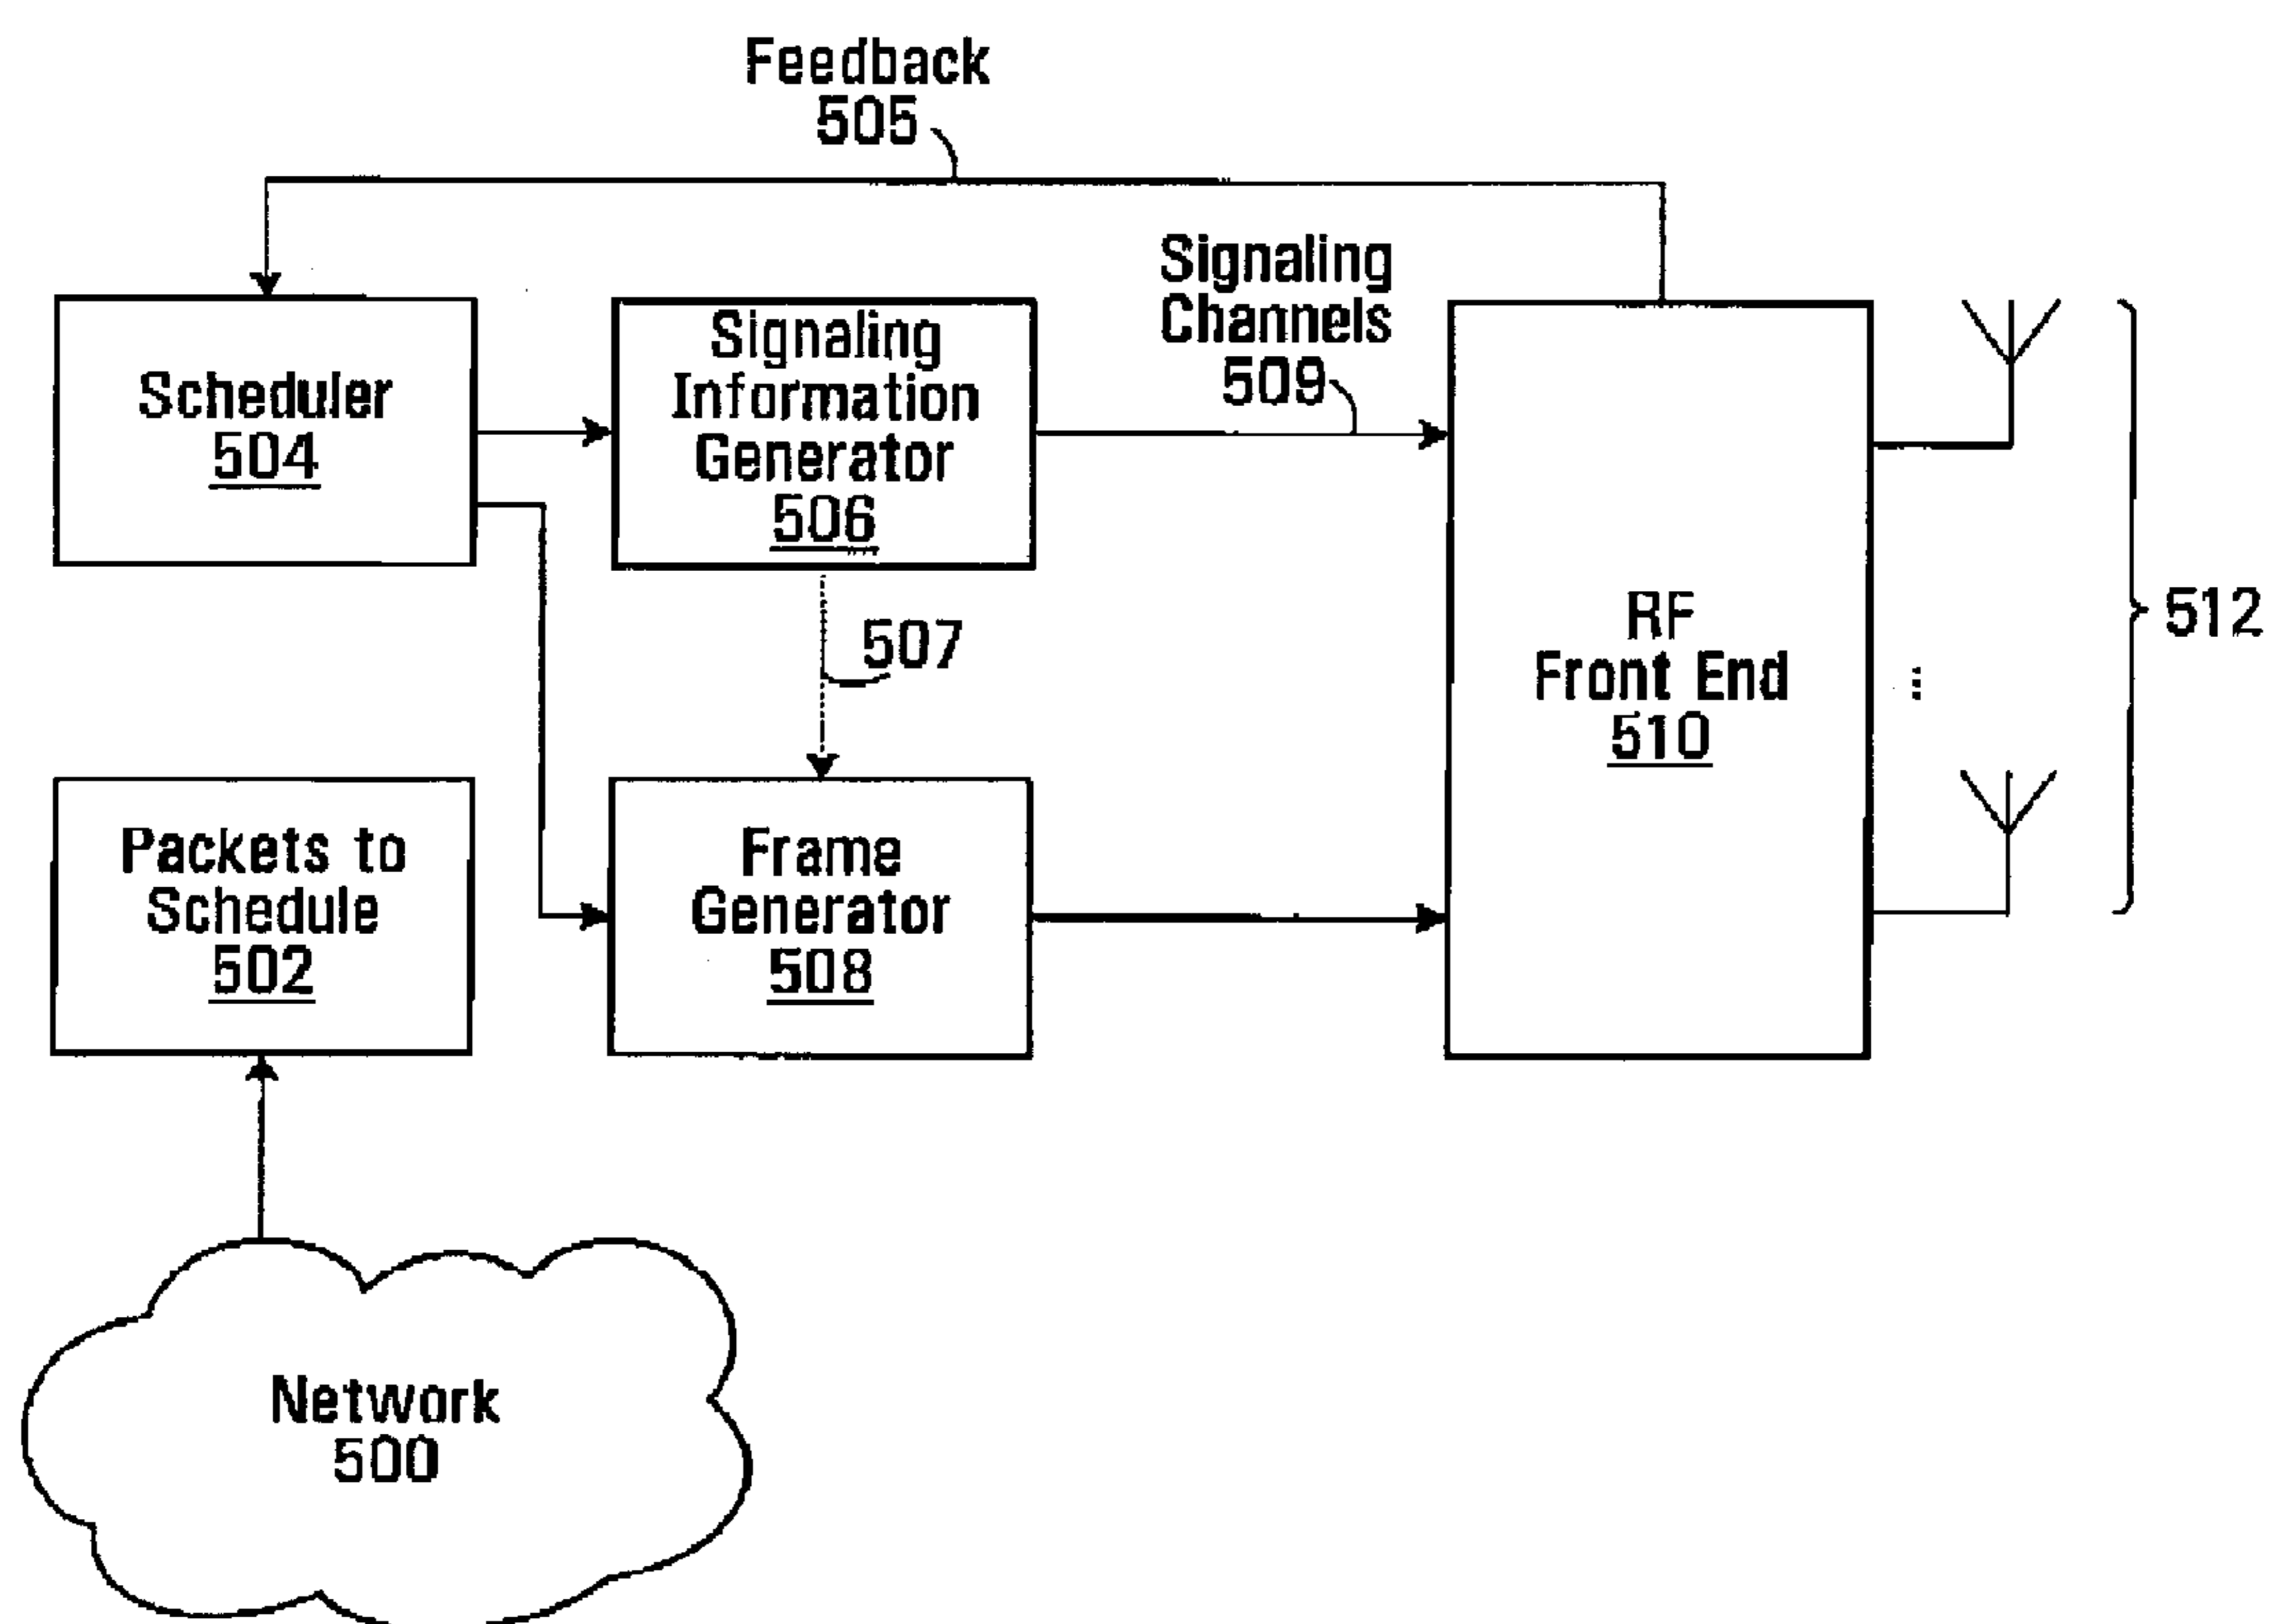 Feedback
505
Signaling
Channels
509
Scheduler
504
Signaling
Information
Generator
506
RF
Front End
510
512
507
Packets to
Schedule
502
Frame
Generator
508
Network
500